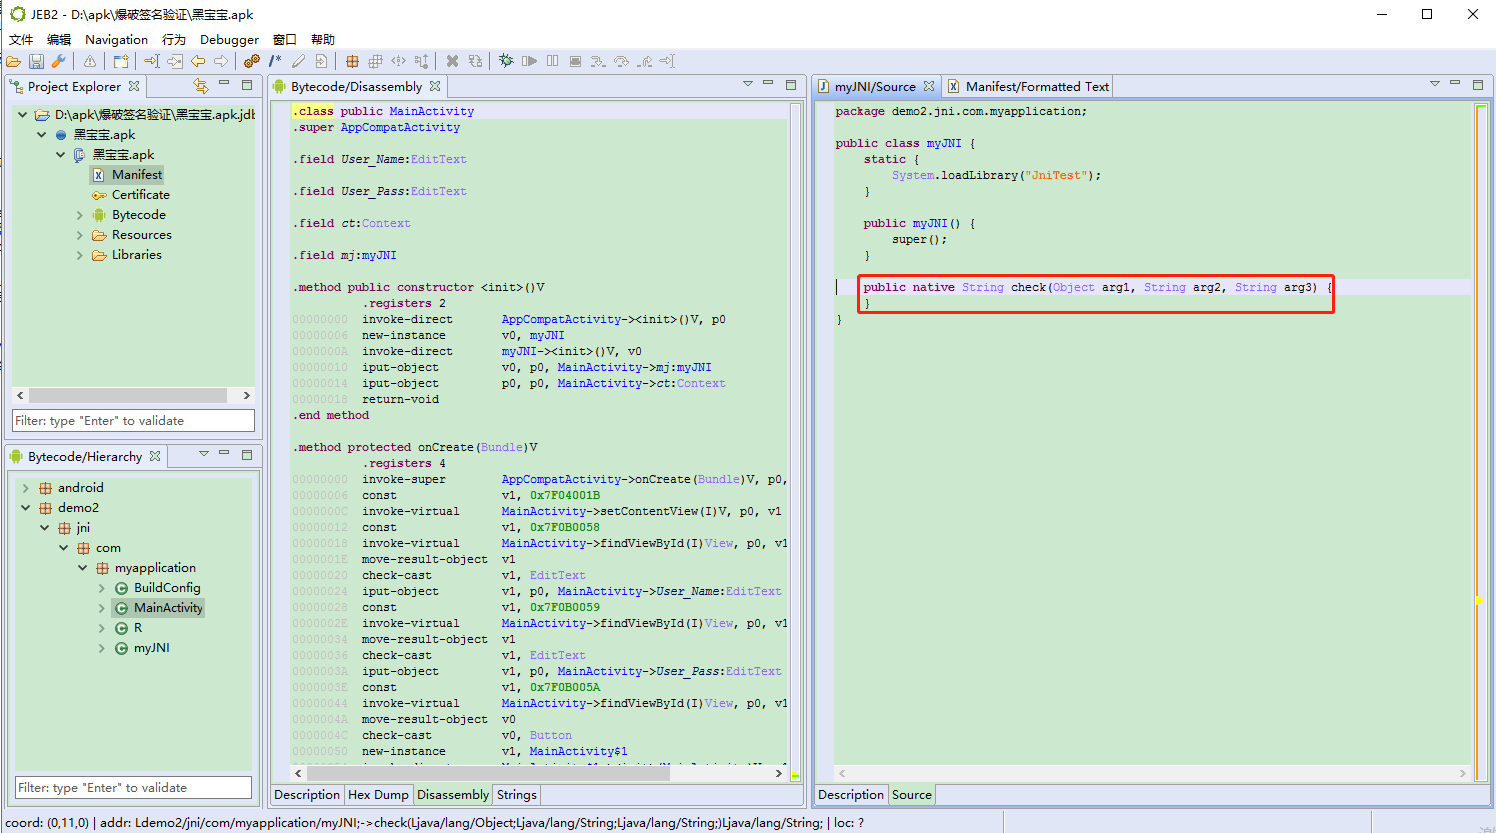 JEB2 - D:\apk\爆破签名验证\黑宝宝.apk
文件 编辑 Navigation 行为 Debugger 窗口 帮助
Project Explorer
D:\apk\爆破签名验证\黑宝宝.apk.jdb
黑宝宝.apk
黑宝宝.apk
Manifest
Certificate
Bytecode
Resources
Libraries
Filter: type "Enter" to validate
Bytecode/Hierarchy
android
demo2
jni
com
myapplication
BuildConfig
MainActivity
R
myJNI
Filter: type "Enter" to validate
Bytecode/Disassembly
.class public MainActivity
.super AppCompatActivity
.field User_Name:EditText
.field User_Pass:EditText
.field ct:Context
.field mj:myJNI
.method public constructor <init>()V
.registers 2
00000000 invoke-direct AppCompatActivity-><init>()V, p0
00000006 new-instance v0, myJNI
0000000A invoke-direct myJNI-><init>()V, v0
00000010 iput-object v0, p0, MainActivity->mj:myJNI
00000014 iput-object p0, p0, MainActivity->ct:Context
00000018 return-void
.end method
.method protected onCreate(Bundle)V
.registers 4
00000000 invoke-super AppCompatActivity->onCreate(Bundle)V, p0,
00000006 const v1, 0x7F04001B
0000000C invoke-virtual MainActivity->setContentView(I)V, p0, v1
00000012 const v1, 0x7F0B0058
00000018 invoke-virtual MainActivity->findViewById(I)View, p0, v1
0000001E move-result-object v1
00000020 check-cast v1, EditText
00000024 iput-object v1, p0, MainActivity->User_Name:EditText
00000028 const v1, 0x7F0B0059
0000002E invoke-virtual MainActivity->findViewById(I)View, p0, v1
00000034 move-result-object v1
00000036 check-cast v1, EditText
0000003A iput-object v1, p0, MainActivity->User_Pass:EditText
0000003E const v1, 0x7F0B005A
00000044 invoke-virtual MainActivity->findViewById(I)View, p0, v1
0000004A move-result-object v0
0000004C check-cast v0, Button
00000050 new-instance v1, MainActivity$1
Description Hex Dump Disassembly Strings
myJNI/Source Manifest/Formatted Text
package demo2.jni.com.myapplication;
public class myJNI {
static {
System.loadLibrary("JniTest");
}
public myJNI() {
super();
}
public native String check(Object arg1, String arg2, String arg3) {
}
}
Description Source
coord: (0,11,0) | addr: Ldemo2/jni/com/myapplication/myJNI;->check(Ljava/lang/Object;Ljava/lang/String;Ljava/lang/String;)Ljava/lang/String; | loc: ?